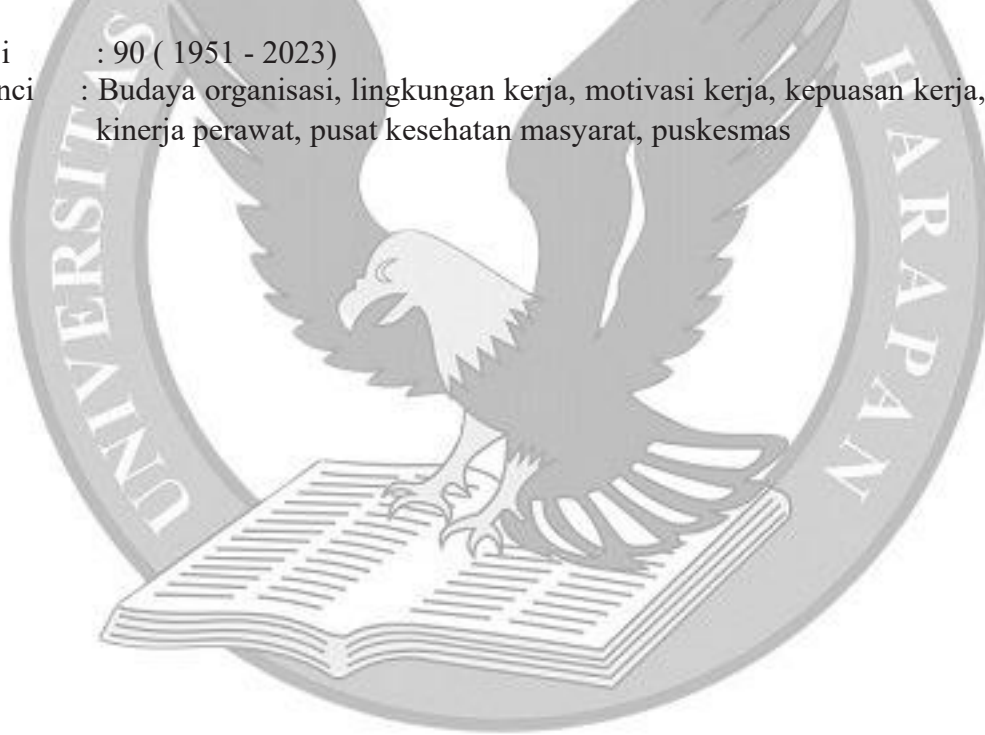 i : 90 ( 1951 - 2023)
nci : Budaya organisasi, lingkungan kerja, motivasi kerja, kepuasan kerja,
kinerja perawat, pusat kesehatan masyarat, puskesmas
UNIVERSITAS
HARAPAN